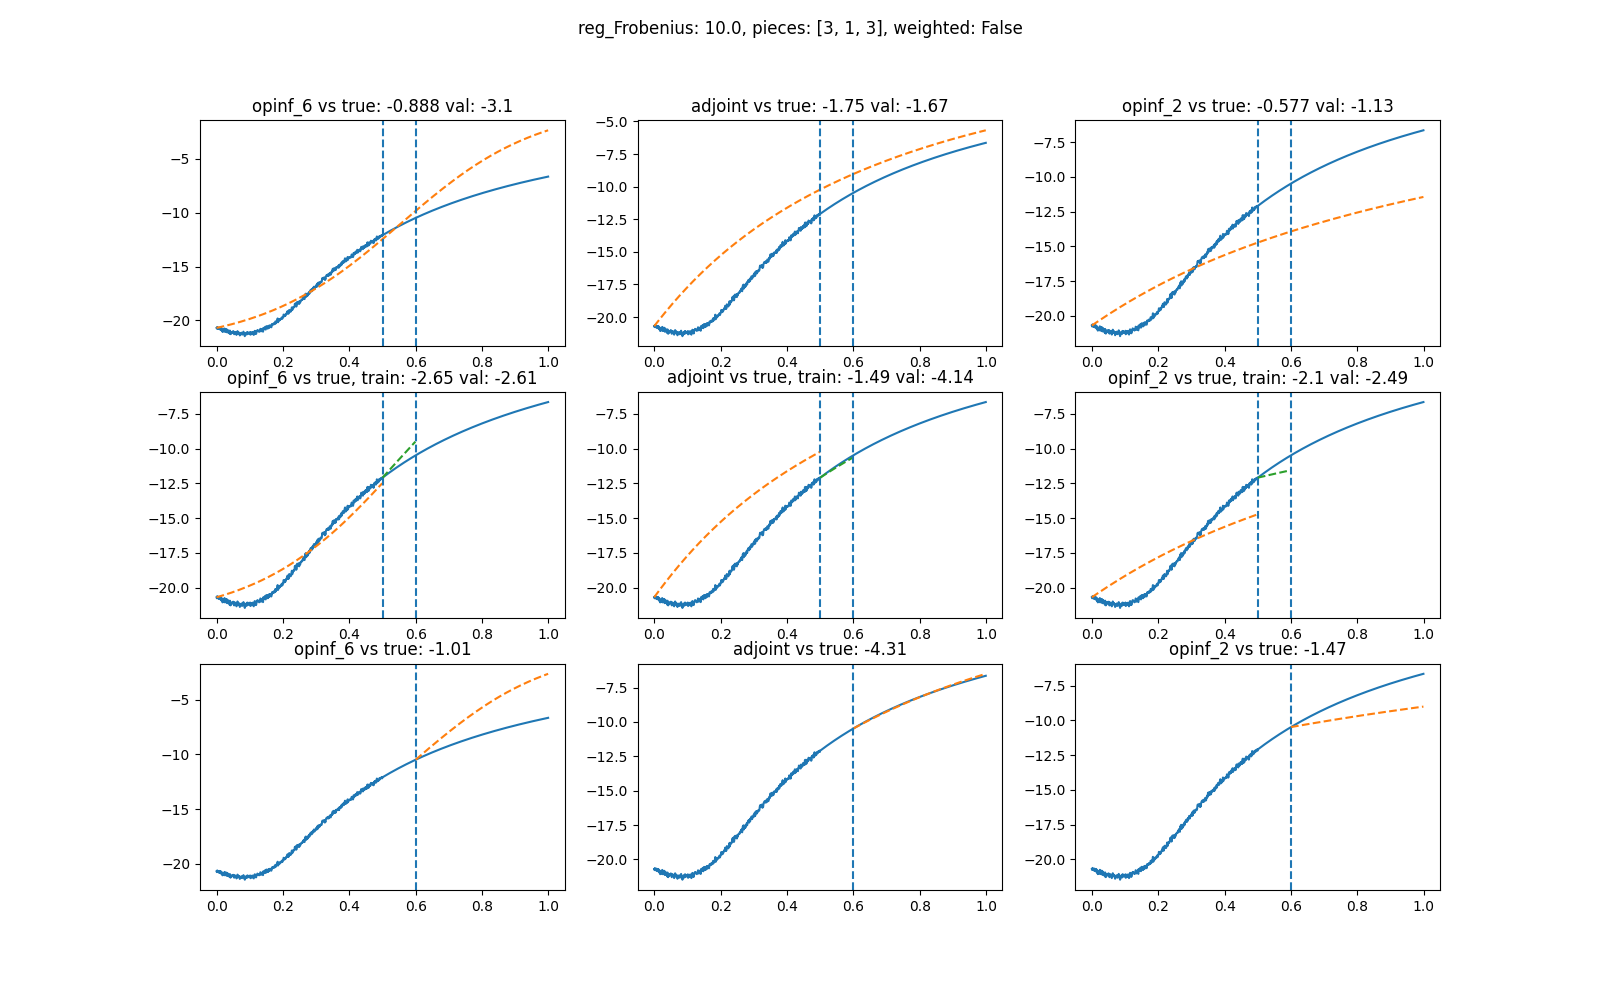 reg_Frobenius: 10.0, pieces: [3, 1, 3], weighted: False
opinf_6 vs true: -0.888 val: -3.1
−5
−10
−15
−20
0.0 0.2 0.4 0.6 0.8 1.0
adjoint vs true: -1.75 val: -1.67
−5.0
−7.5
−10.0
−12.5
−15.0
−17.5
−20.0
0.0 0.2 0.4 0.6 0.8 1.0
opinf_2 vs true: -0.577 val: -1.13
−7.5
−10.0
−12.5
−15.0
−17.5
−20.0
0.0 0.2 0.4 0.6 0.8 1.0
opinf_6 vs true, train: -2.65 val: -2.61
−7.5
−10.0
−12.5
−15.0
−17.5
−20.0
0.0 0.2 0.4 0.6 0.8 1.0
adjoint vs true, train: -1.49 val: -4.14
−7.5
−10.0
−12.5
−15.0
−17.5
−20.0
0.0 0.2 0.4 0.6 0.8 1.0
opinf_2 vs true, train: -2.1 val: -2.49
−7.5
−10.0
−12.5
−15.0
−17.5
−20.0
0.0 0.2 0.4 0.6 0.8 1.0
opinf_6 vs true: -1.01
−5
−10
−15
−20
0.0 0.2 0.4 0.6 0.8 1.0
adjoint vs true: -4.31
−7.5
−10.0
−12.5
−15.0
−17.5
−20.0
0.0 0.2 0.4 0.6 0.8 1.0
opinf_2 vs true: -1.47
−7.5
−10.0
−12.5
−15.0
−17.5
−20.0
0.0 0.2 0.4 0.6 0.8 1.0